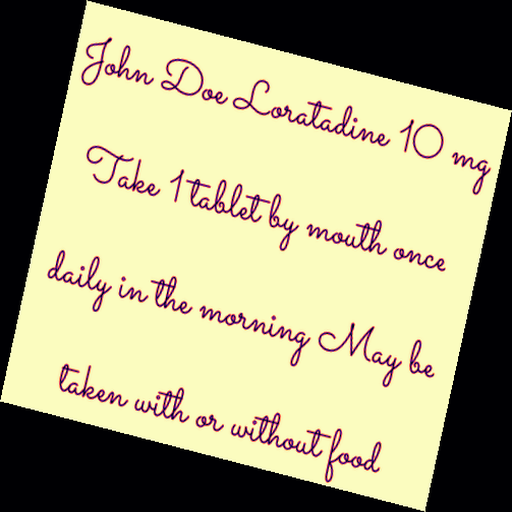 John Doe Loratadine 10 mg
Take 1 tablet by mouth once
daily in the morning May be
taken with or without food